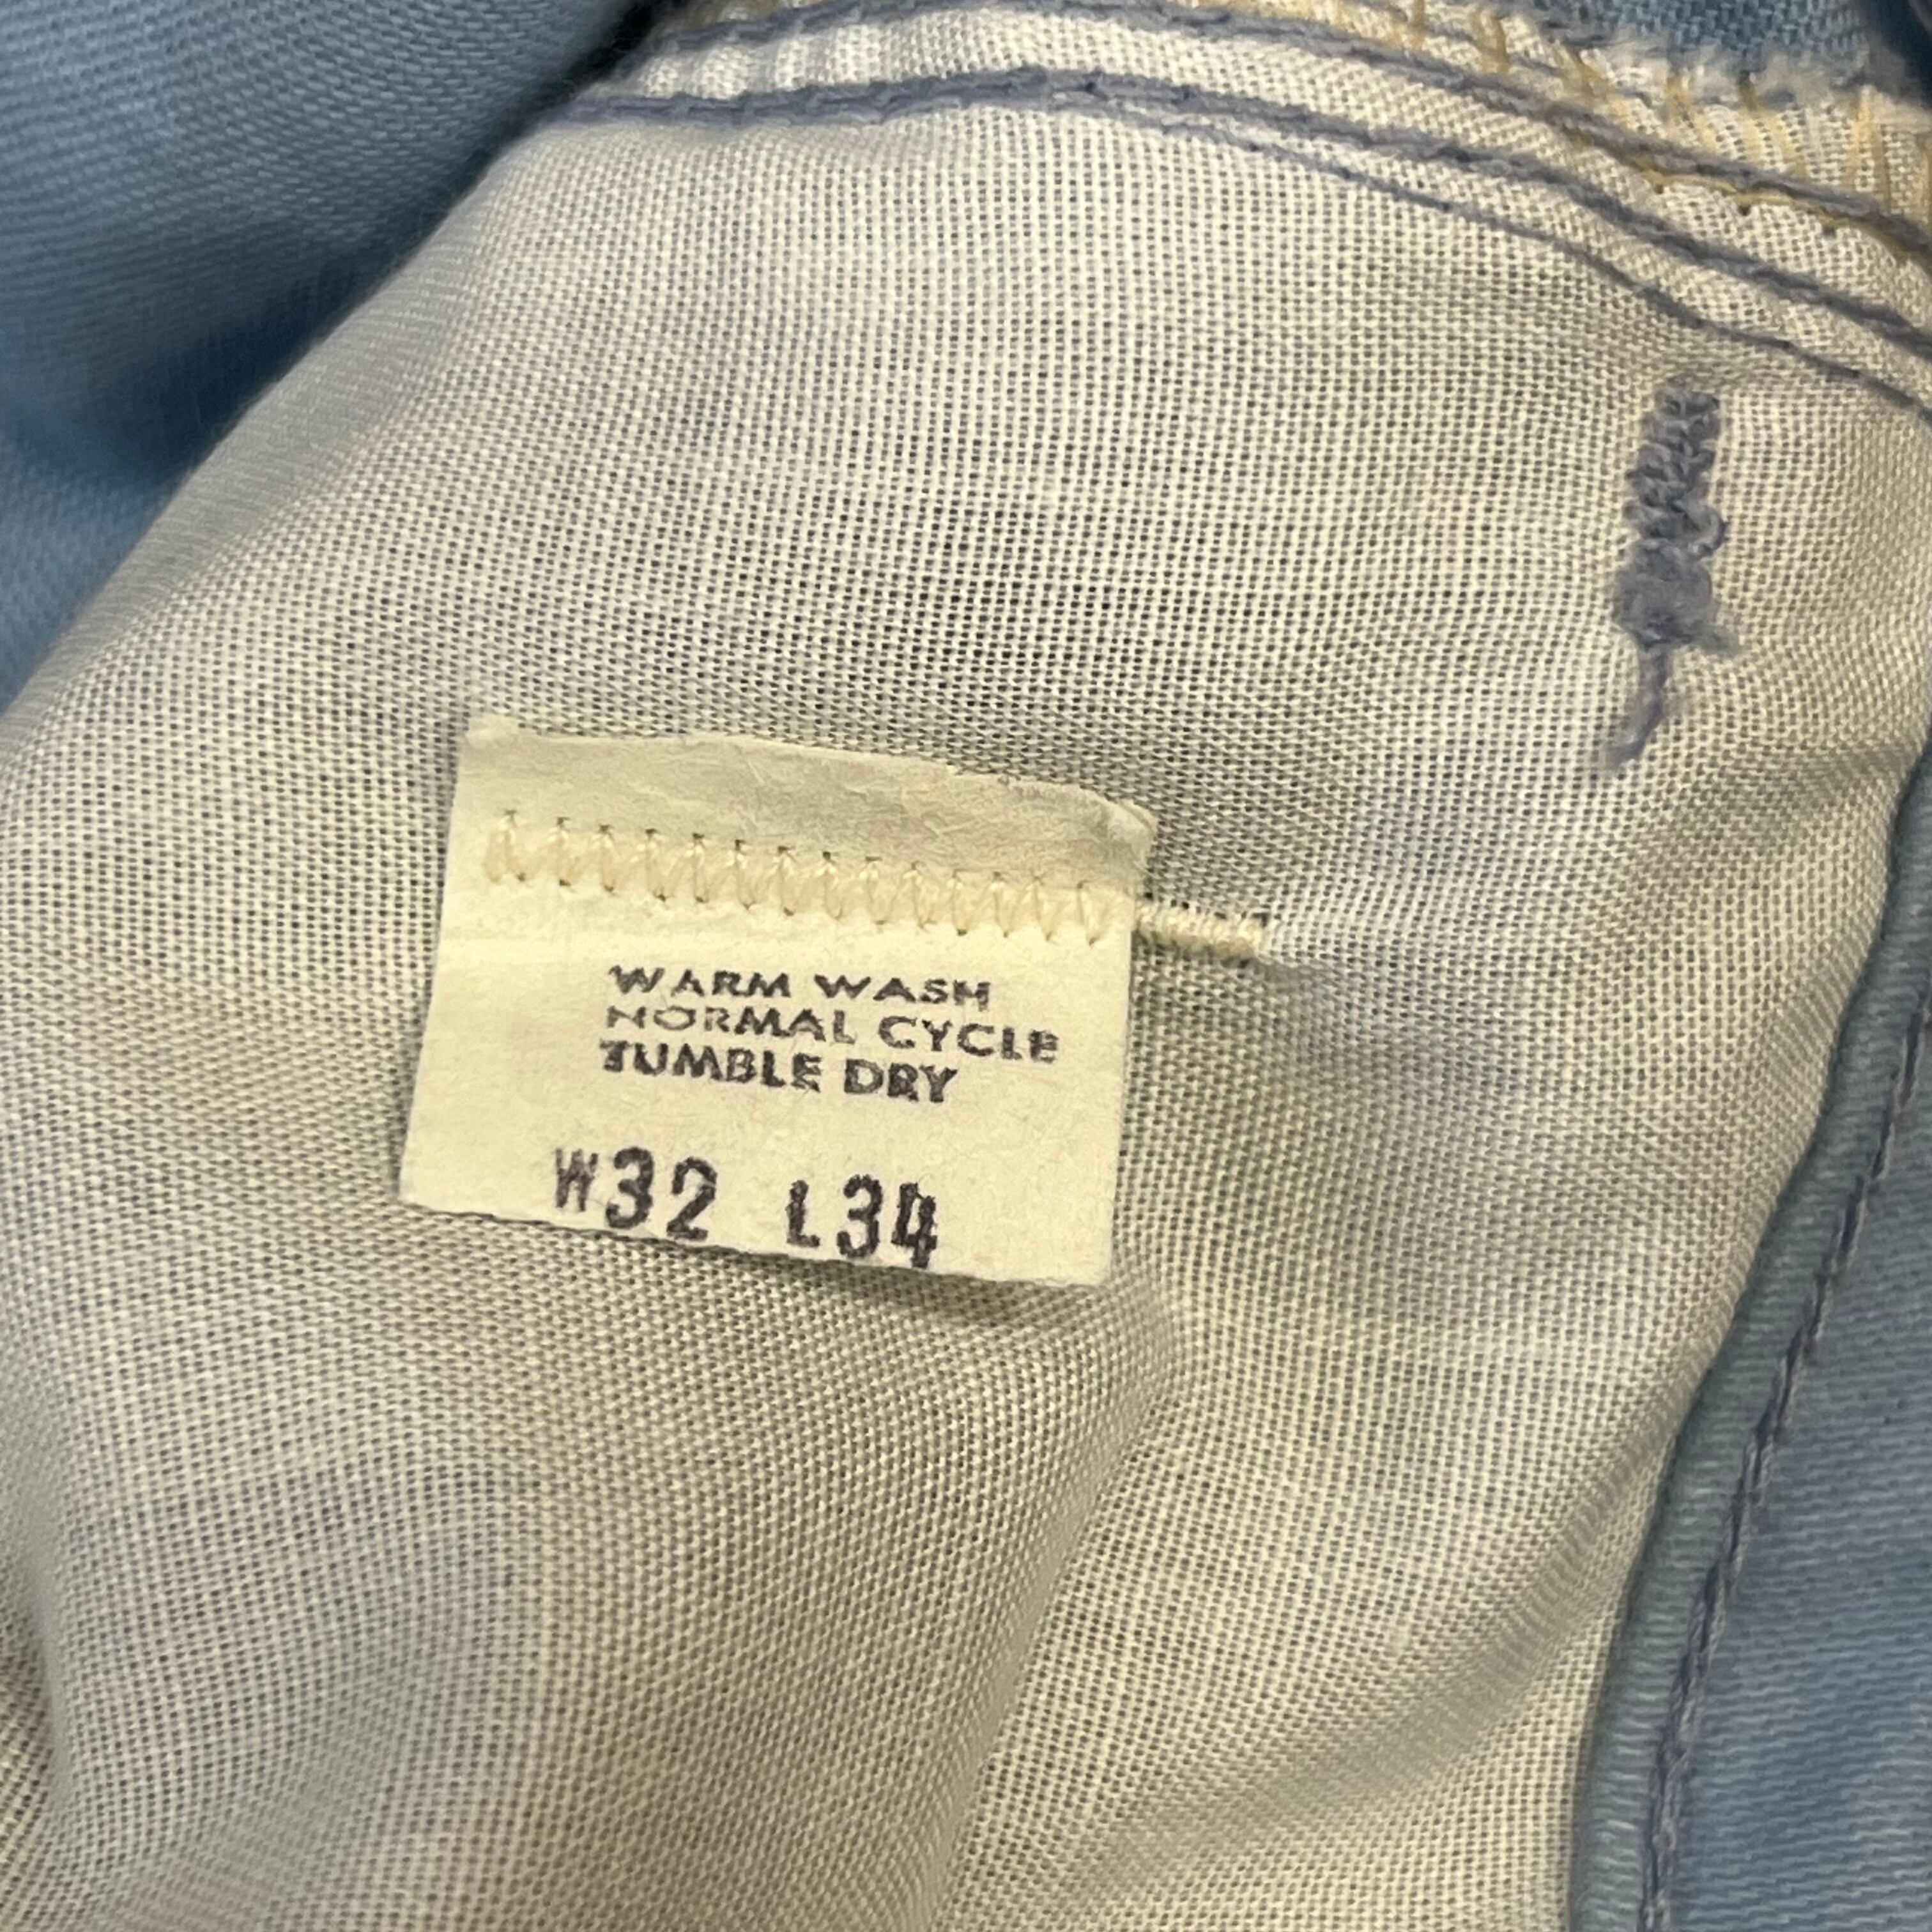 WARM WASH
NORMAL CYCLE
TUMBLE DRY
W32 L34